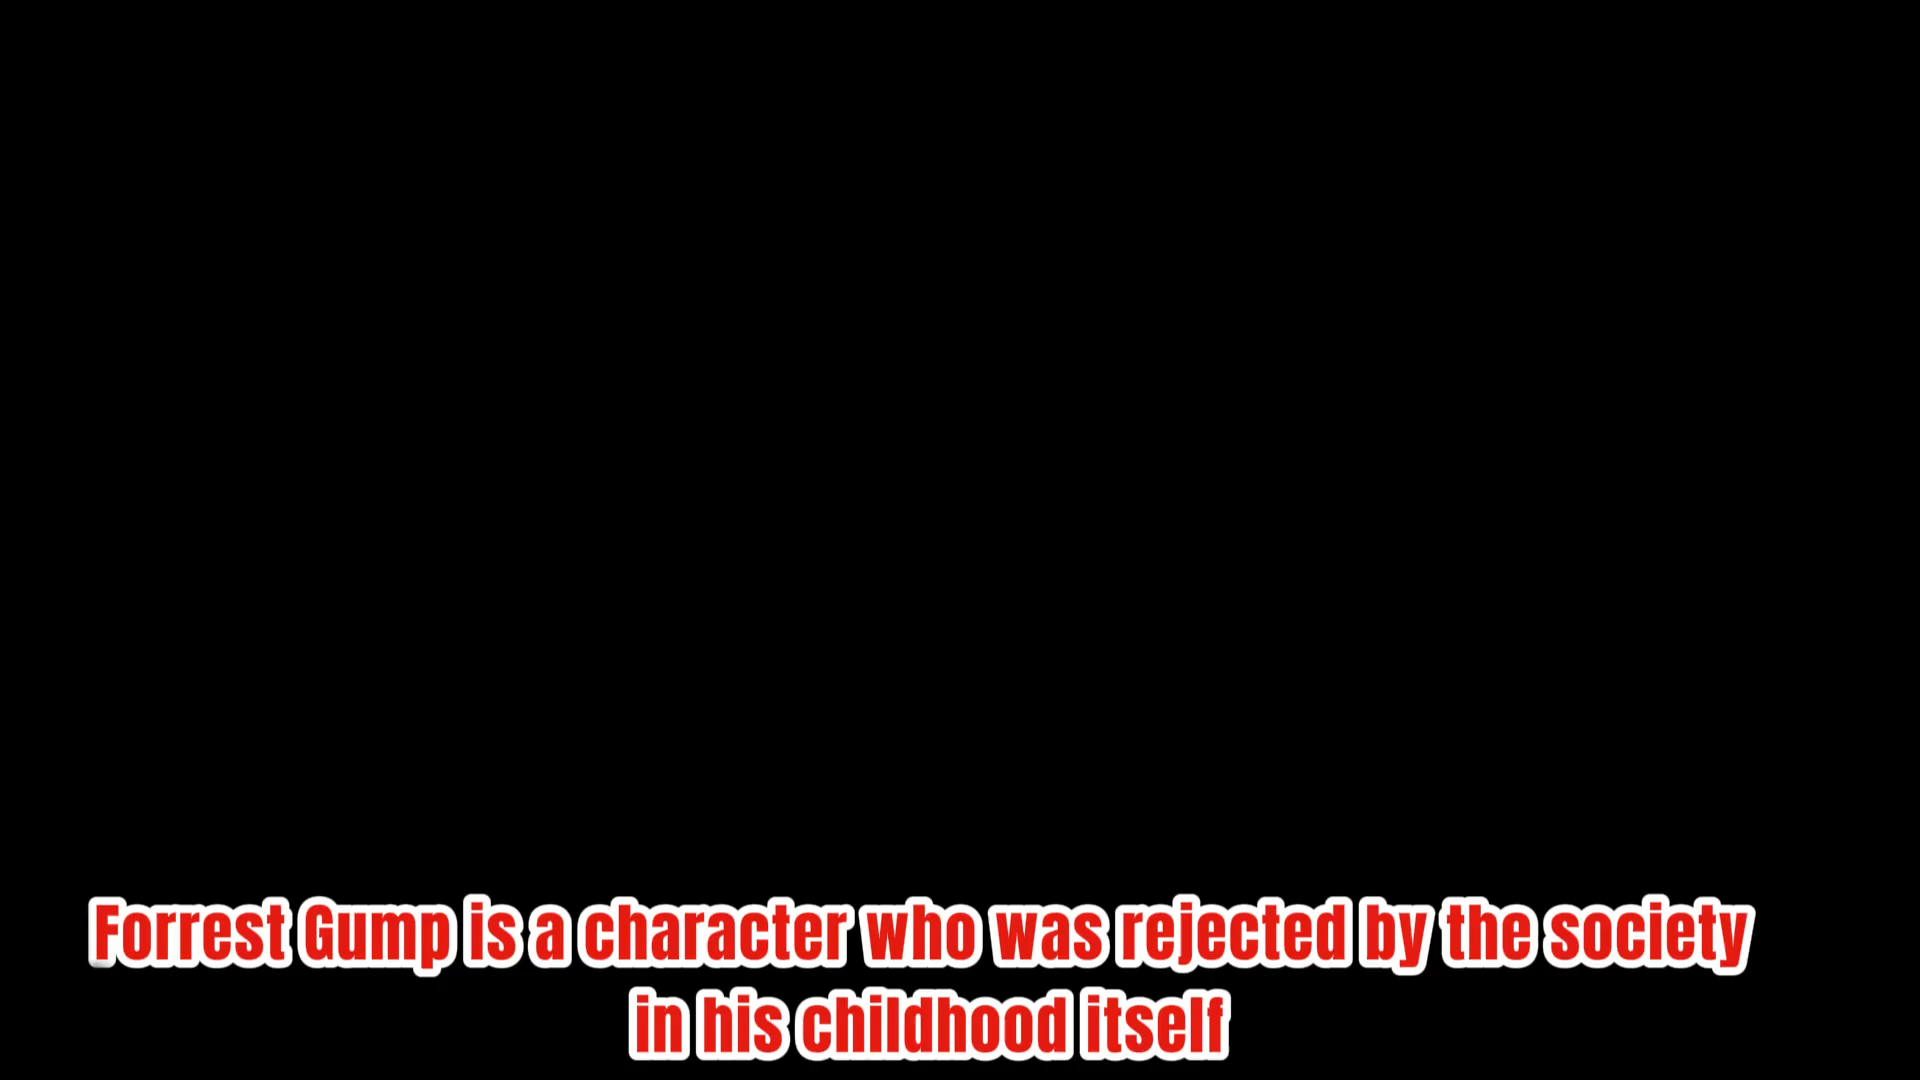 Forrest Gump is a character who was rejected by the society
in his childhood itself